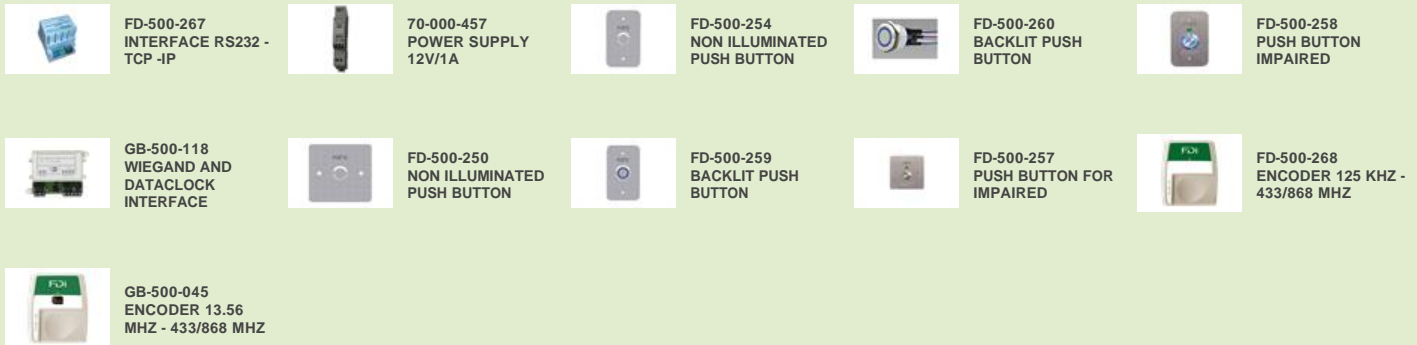 FD-500-267
INTERFACE RS232 -
TCP -IP
70-000-457
POWER SUPPLY
12V/1A
FD-500-254
NON ILLUMINATED
PUSH BUTTON
FD-500-260
BACKLIT PUSH
BUTTON
FD-500-258
PUSH BUTTON
IMPAIRED
GB-500-118
WIEGAND AND
DATACLOCK
INTERFACE
FD-500-250
NON ILLUMINATED
PUSH BUTTON
FD-500-259
BACKLIT PUSH
BUTTON
FD-500-257
PUSH BUTTON FOR
IMPAIRED
FDI
FD-500-268
ENCODER 125 KHZ -
433/868 MHZ
FDI
GB-500-045
ENCODER 13.56
MHZ - 433/868 MHZ